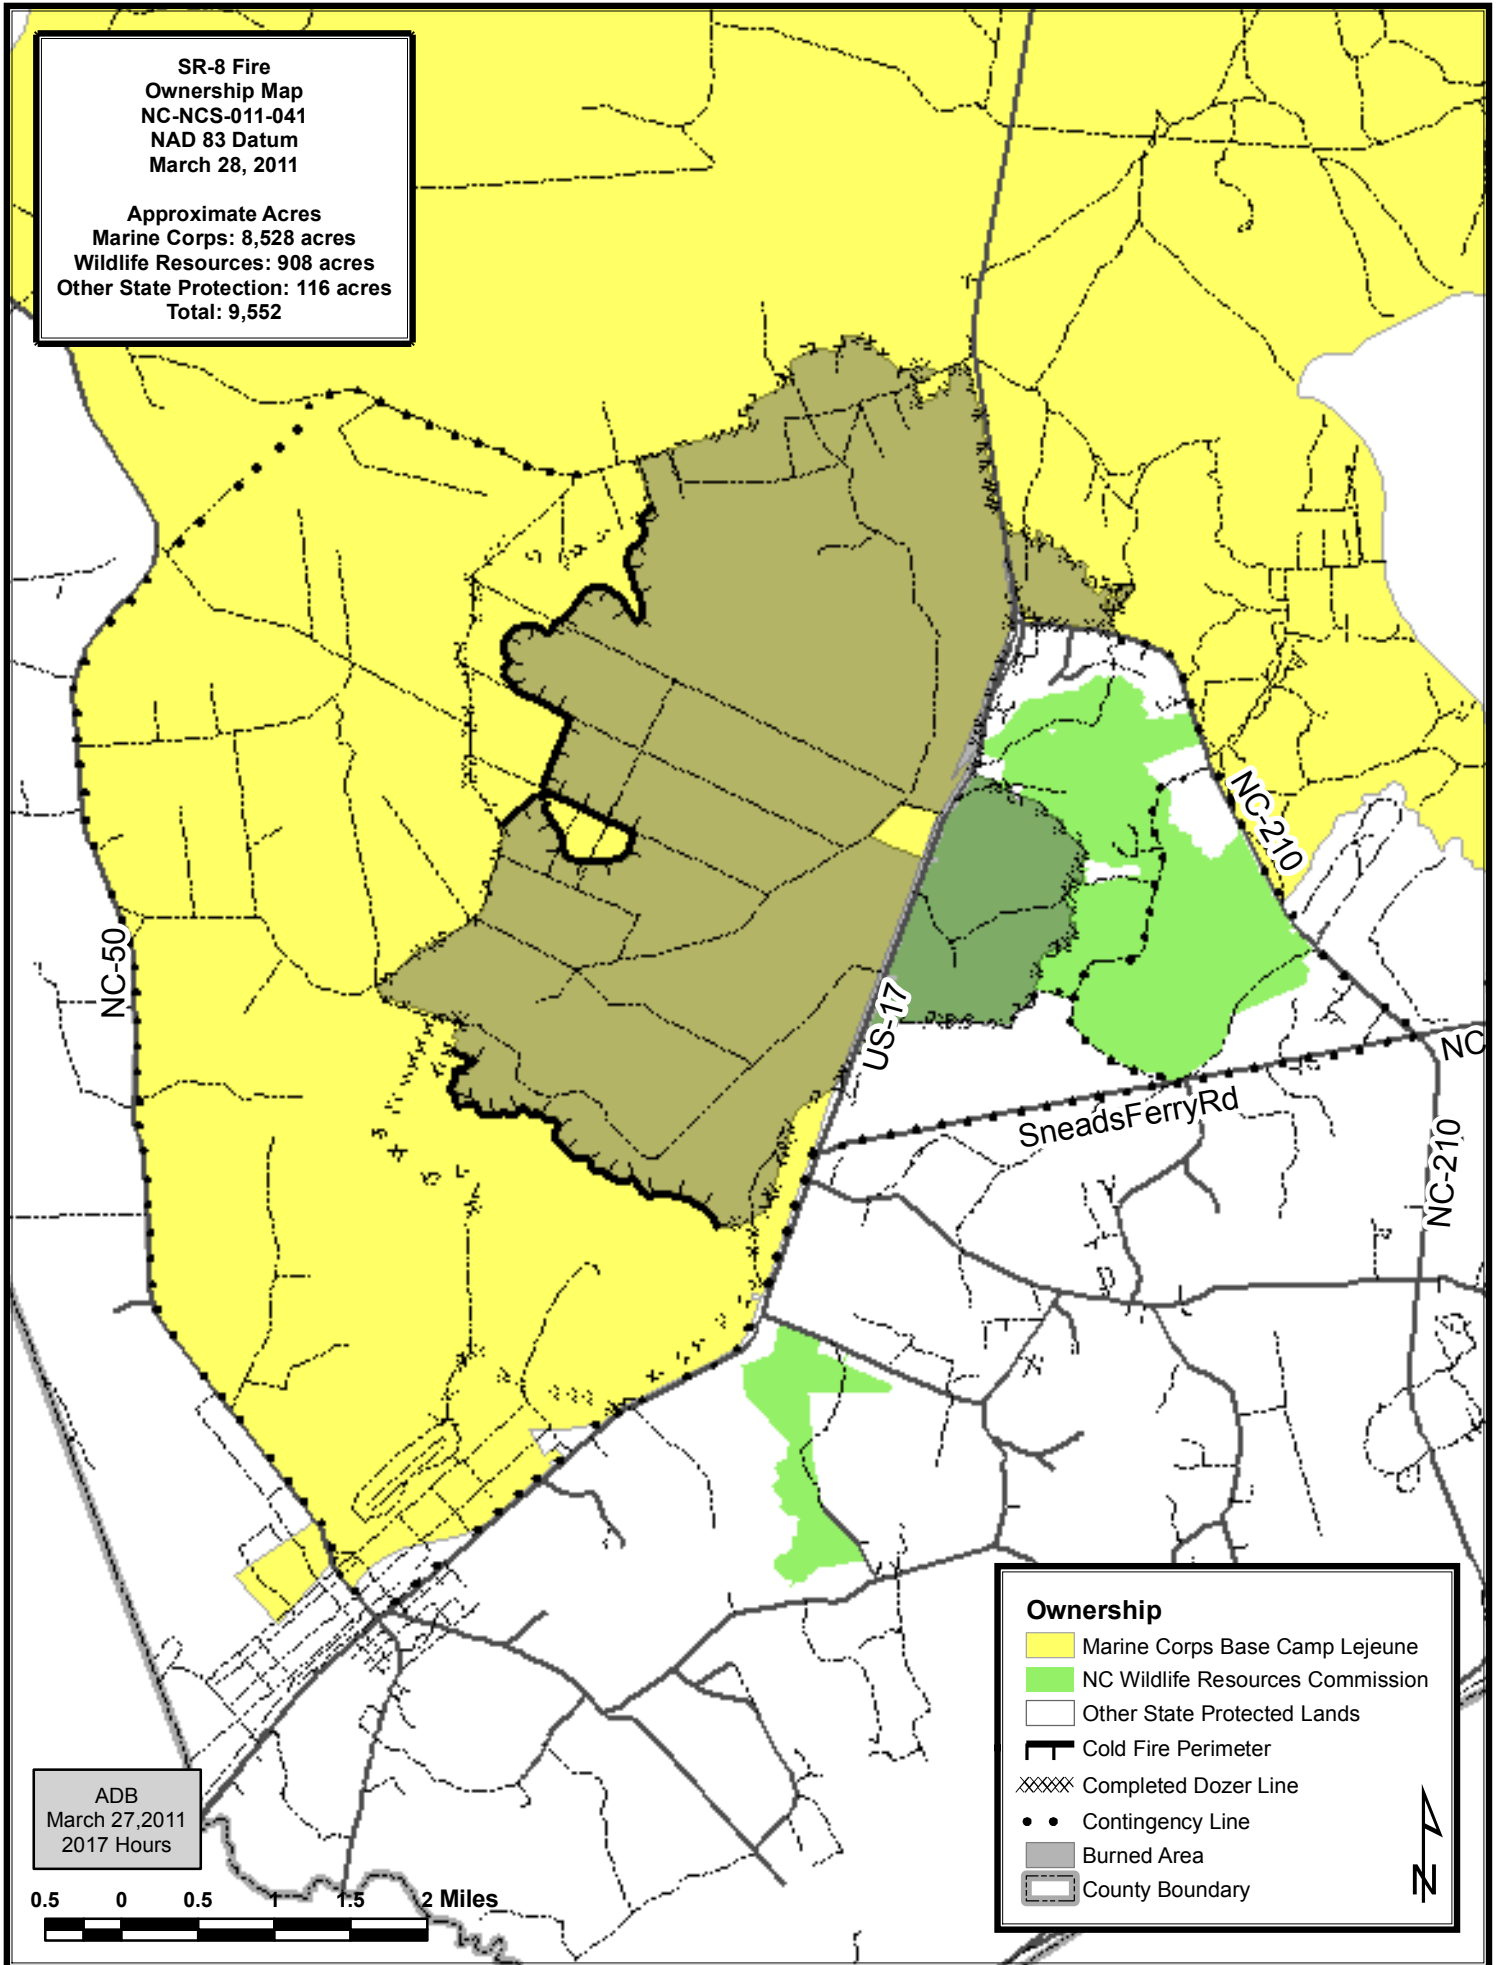 SR-8 Fire
Ownership Map
NC-NCS-011-041
NAD 83 Datum
March 28, 2011
Approximate Acres
Marine Corps: 8,528 acres
Wildlife Resources: 908 acres
Other State Protection: 116 acres
Total: 9,552
NC-210
NC-50
US-17
NC
SneadsFerryRd
NC-210
Ownership
Marine Corps Base Camp Lejeune
NC Wildlife Resources Commission
Other State Protected Lands
Cold Fire Perimeter
Completed Dozer Line
Contingency Line
Burned Area
County Boundary
N
ADB
March 27,2011
2017 Hours
0.5 0 0.5 1 1.5 2 Miles